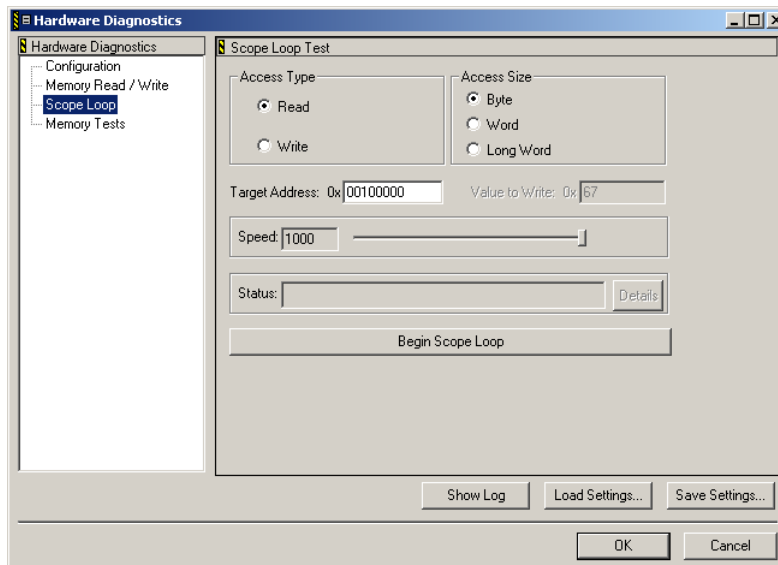 Hardware Diagnostics
Hardware Diagnostics
Configuration
Memory Read / Write
Scope Loop
Memory Tests
Scope Loop Test
Access Type
Read
Write
Access Size
Byte
Word
Long Word
Target Address: 0x 00100000
Value to Write: 0x 67
Speed: 1000
Status:
Details
Begin Scope Loop
Show Log
Load Settings...
Save Settings...
OK
Cancel